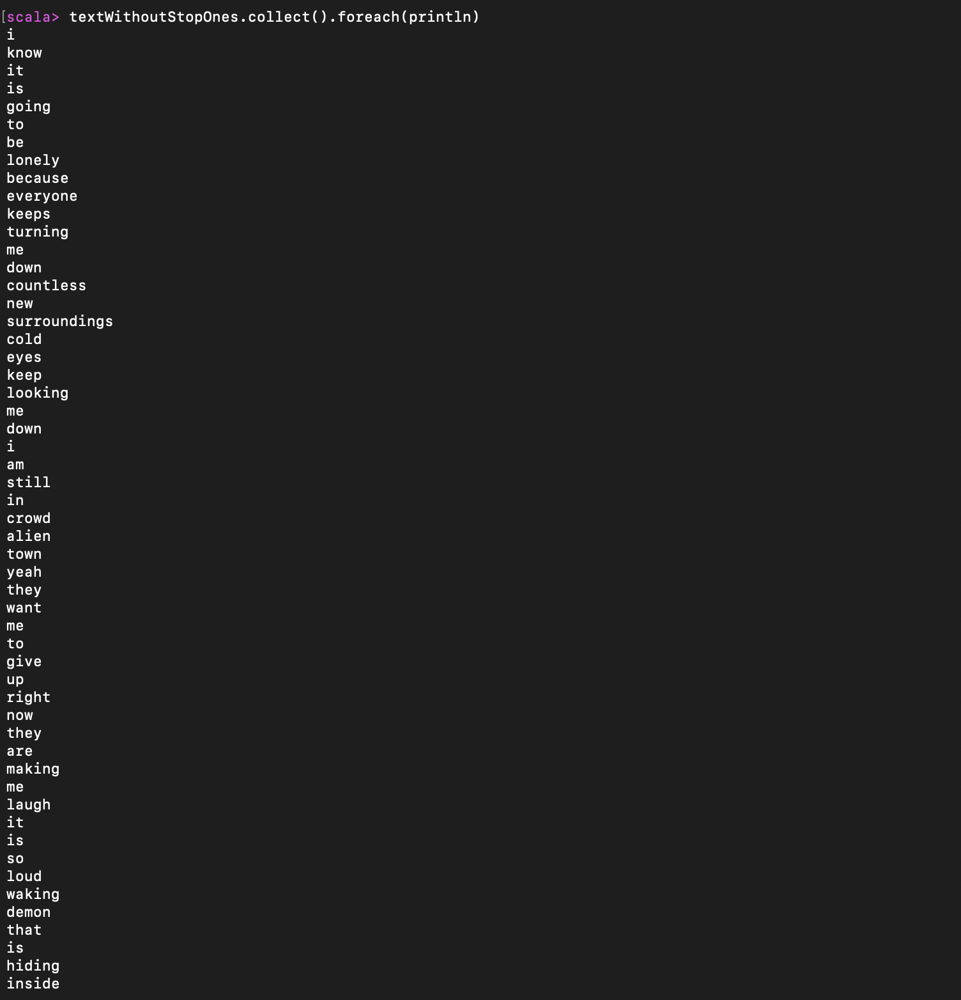 [scala> textWithoutStopOnes.collect().foreach(println)
i
know
it
is
going
to
be
lonely
because
everyone
keeps
turning
me
down
countless
new
surroundings
cold
eyes
keep
looking
me
down
i
am
still
in
crowd
alien
town
yeah
they
want
me
to
give
up
right
now
they
are
making
me
laugh
it
is
so
loud
waking
demon
that
is
hiding
inside